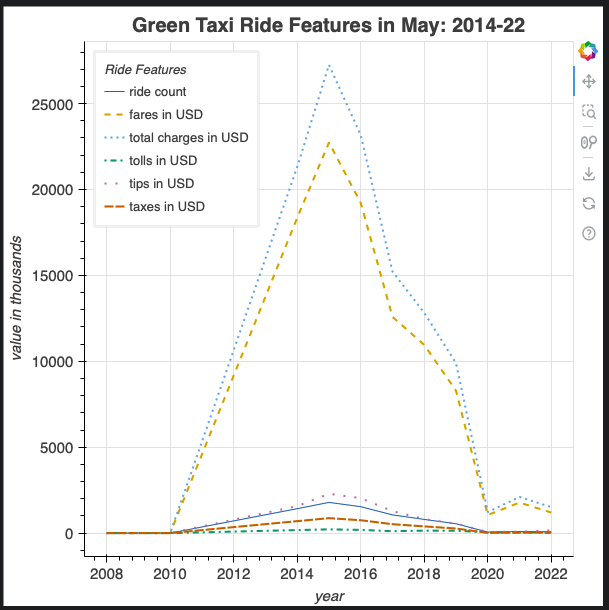 Green Taxi Ride Features in May: 2014-22
Ride Features
ride count
fares in USD
total charges in USD
tolls in USD
tips in USD
taxes in USD
value in thousands
25000
20000
15000
10000
5000
0
2008 2010 2012 2014 2016 2018 2020 2022
year